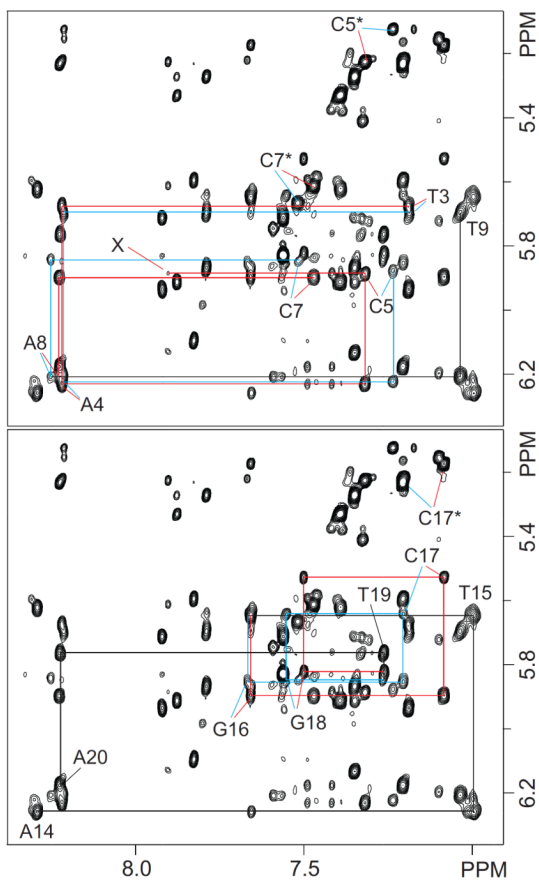 C5*
PPM
5.4
C7*
T3
T9
X
5.8
C7
C5
A8
A4
6.2
PPM
C17*
5.4
C17
T19
T15
5.8
G18
G16
A20
6.2
A14
8.0
7.5
PPM